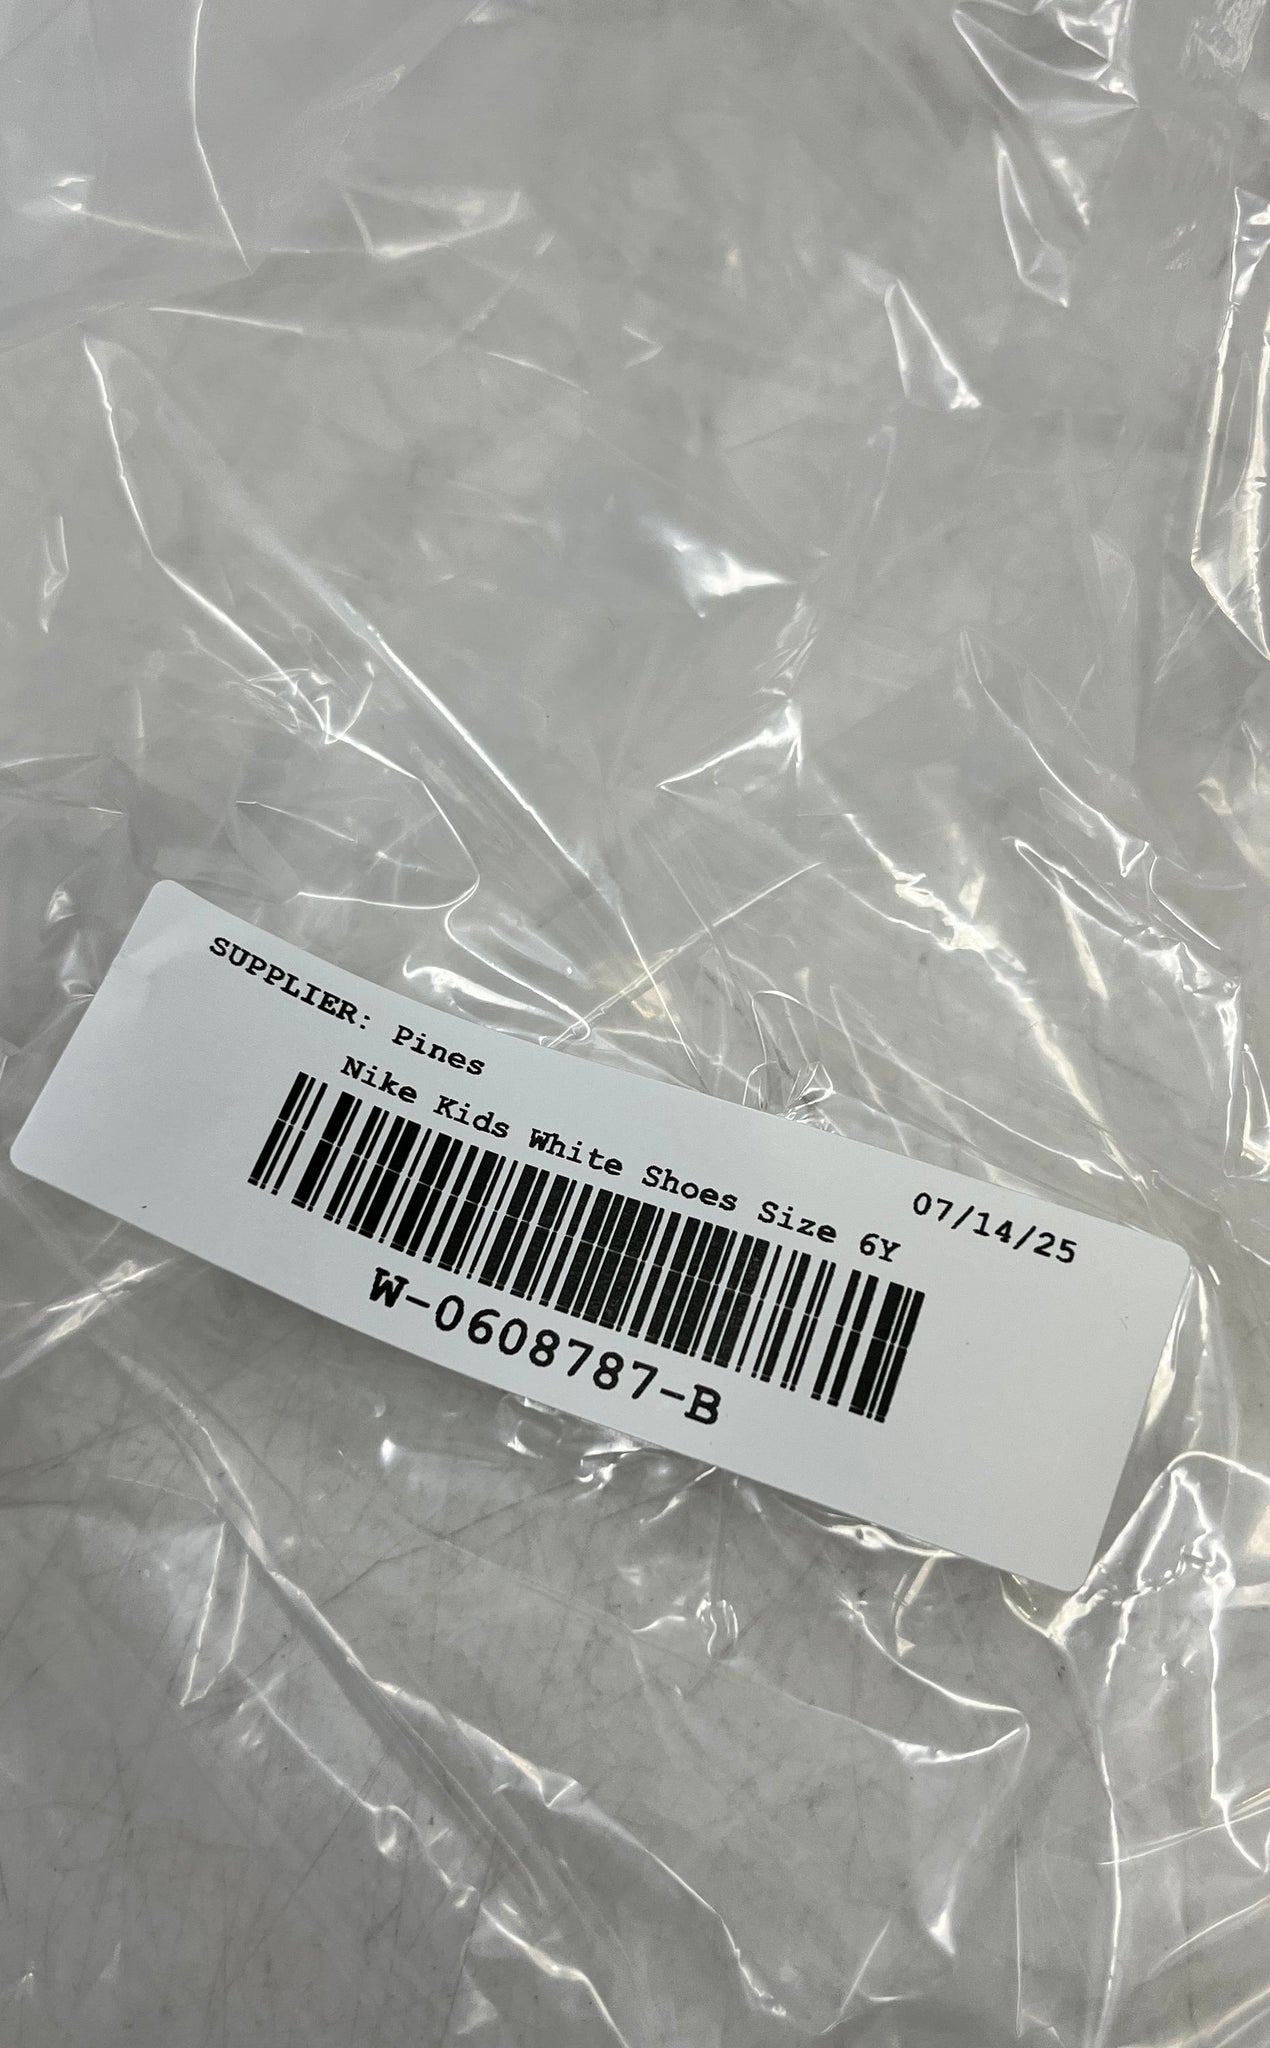 SUPPLIER: Pines
07/14/25
Nike Kids White Shoes Size 6Y
W-0608787-B